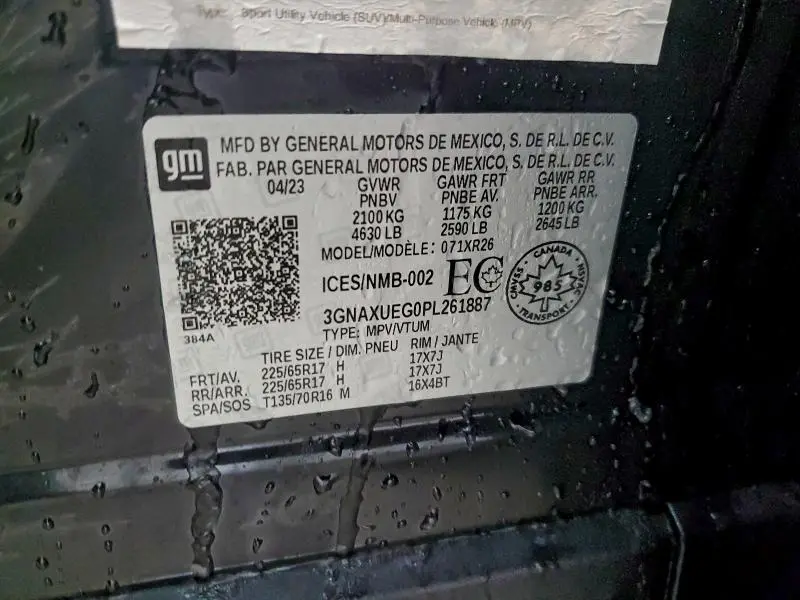 Type: Sport Utility Vehicle (SUV)/Multi-Purpose Vehicle (MPV)
gm
MFD BY GENERAL MOTORS DE MEXICO, S. DE R.L. DE C.V.
FAB. PAR GENERAL MOTORS DE MEXICO, S. DE R.L. DE C.V.
04/23 GVWR GAWR FRT GAWR RR
PNBV PNBE AV. PNBE ARR.
2100 KG 1175 KG 1200 KG
4630 LB 2590 LB 2645 LB
MODEL/MODÈLE: 071XR26
ICES/NMB-002 EC
CANADA
CMVSS 985 NSVAC
TRANSPORT
3GNAXUEG0PL261887
384A
TYPE: MPV/VTUM
TIRE SIZE / DIM. PNEU RIM / JANTE
FRT/AV. 225/65R17 H 17X7J
RR/ARR. 225/65R17 H 17X7J
SPA/SOS T135/70R16 M 16X4BT